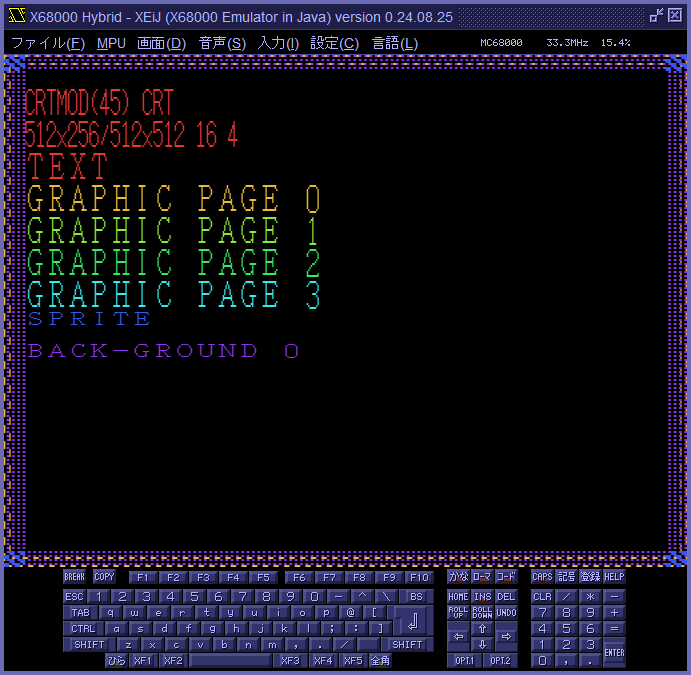 X68000 Hybrid - XEiJ (X68000 Emulator in Java) version 0.24.08.25
ファイル(F) MPU 画面(D) 音声(S) 入力(I) 設定(C) 言語(L) MC68000 33.3MHz 15.4%
CRTMOD(45) CRT
512x256/512x512 16 4
TEXT
GRAPHIC PAGE 0
GRAPHIC PAGE 1
GRAPHIC PAGE 2
GRAPHIC PAGE 3
SPRITE
BACK-GROUND 0
BREAK COPY F1 F2 F3 F4 F5 F6 F7 F8 F9 F10 かな ローマ コード CAPS 記号 登録 HELP
ESC 1 2 3 4 5 6 7 8 9 0 - ^ \ BS HOME INS DEL CLR / * -
TAB q w e r t y u i o p @ [ ROLL UP ROLL DOWN UNDO 7 8 9 +
CTRL a s d f g h j k l ; : ] ← ↑ → 4 5 6 =
SHIFT z x c v b n m , . / SHIFT ↓ 1 2 3 ENTER
ひら XF1 XF2 XF3 XF4 XF5 全角 OPT.1 OPT.2 0 , .